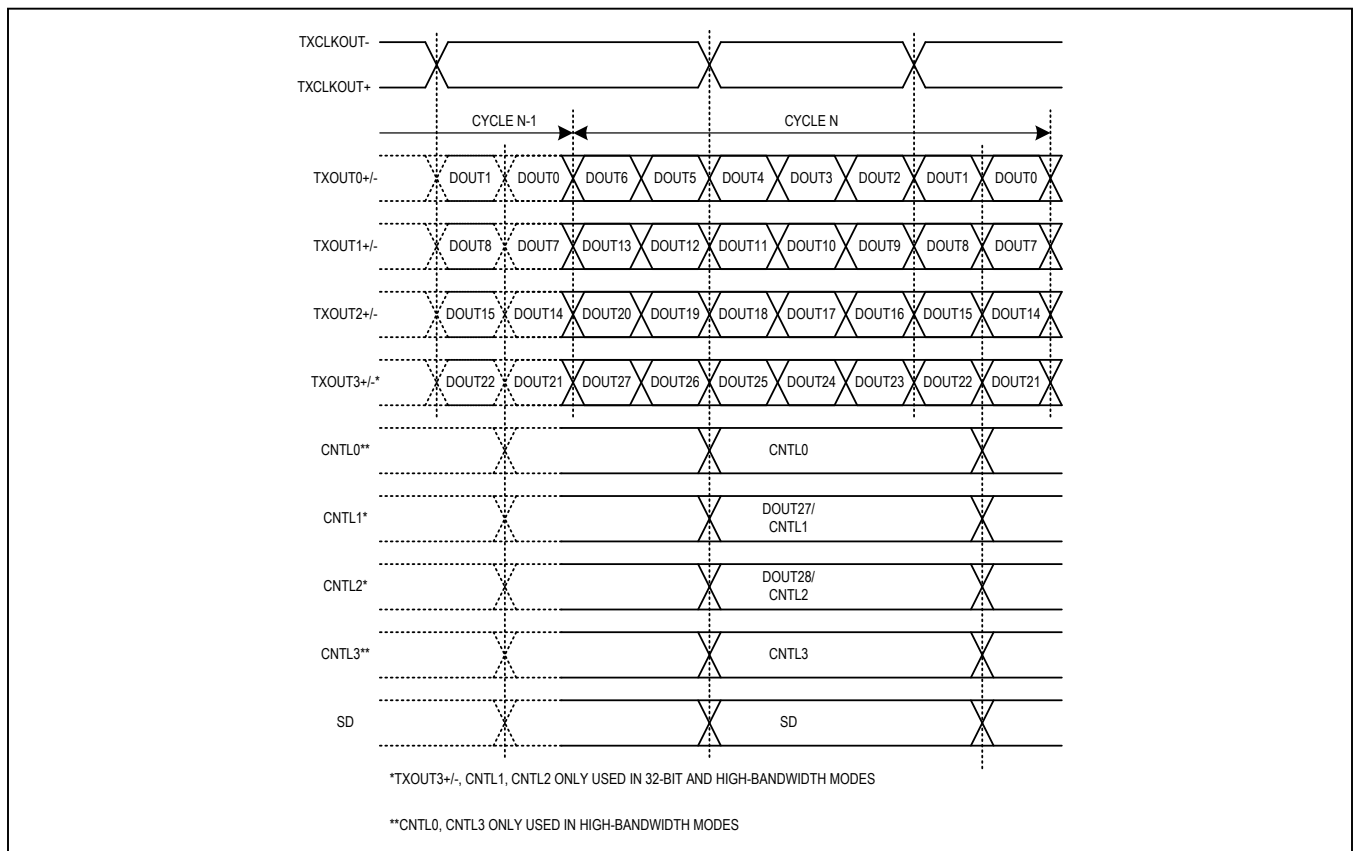 TXCLKOUT-
TXCLKOUT+
CYCLE N-1 CYCLE N
TXOUT0+/- DOUT1 DOUT0 DOUT6 DOUT5 DOUT4 DOUT3 DOUT2 DOUT1 DOUT0
TXOUT1+/- DOUT8 DOUT7 DOUT13 DOUT12 DOUT11 DOUT10 DOUT9 DOUT8 DOUT7
TXOUT2+/- DOUT15 DOUT14 DOUT20 DOUT19 DOUT18 DOUT17 DOUT16 DOUT15 DOUT14
TXOUT3+/-* DOUT22 DOUT21 DOUT27 DOUT26 DOUT25 DOUT24 DOUT23 DOUT22 DOUT21
CNTL0** CNTL0
CNTL1* DOUT27/
CNTL1
CNTL2* DOUT28/
CNTL2
CNTL3** CNTL3
SD SD
*TXOUT3+/-, CNTL1, CNTL2 ONLY USED IN 32-BIT AND HIGH-BANDWIDTH MODES
**CNTL0, CNTL3 ONLY USED IN HIGH-BANDWIDTH MODES